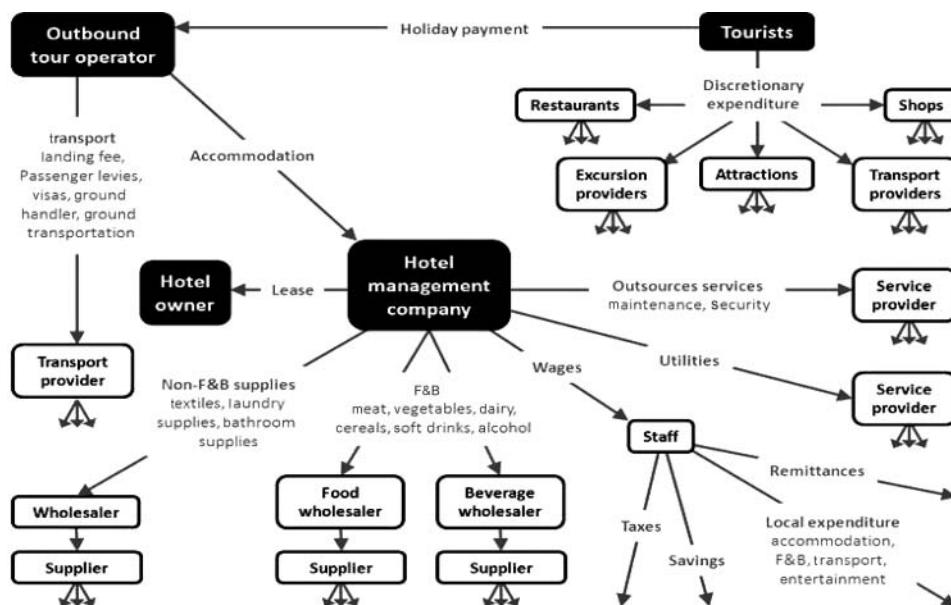 Outbound
tour operator
Holiday payment
Tourists
Discretionary
expenditure
Restaurants
Shops
Excursion
providers
Attractions
Transport
providers
transport
landing fee,
Passenger levies,
visas, ground
handler, ground
transportation
Accommodation
Hotel
owner
Lease
Hotel
management
company
Outsources services
maintenance, Security
Service
provider
Transport
provider
Non-F&B supplies
textiles, laundry
supplies, bathroom
supplies
F&B
meat, vegetables, dairy,
cereals, soft drinks, alcohol
Wages
Utilities
Service
provider
Staff
Remittances
Wholesaler
Food
wholesaler
Beverage
wholesaler
Taxes
Savings
Local expenditure
accommodation,
F&B, transport,
entertainment
Supplier
Supplier
Supplier